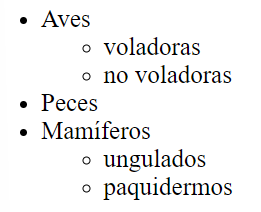 Aves
voladoras
no voladoras
Peces
Mamíferos
ungulados
paquidermos